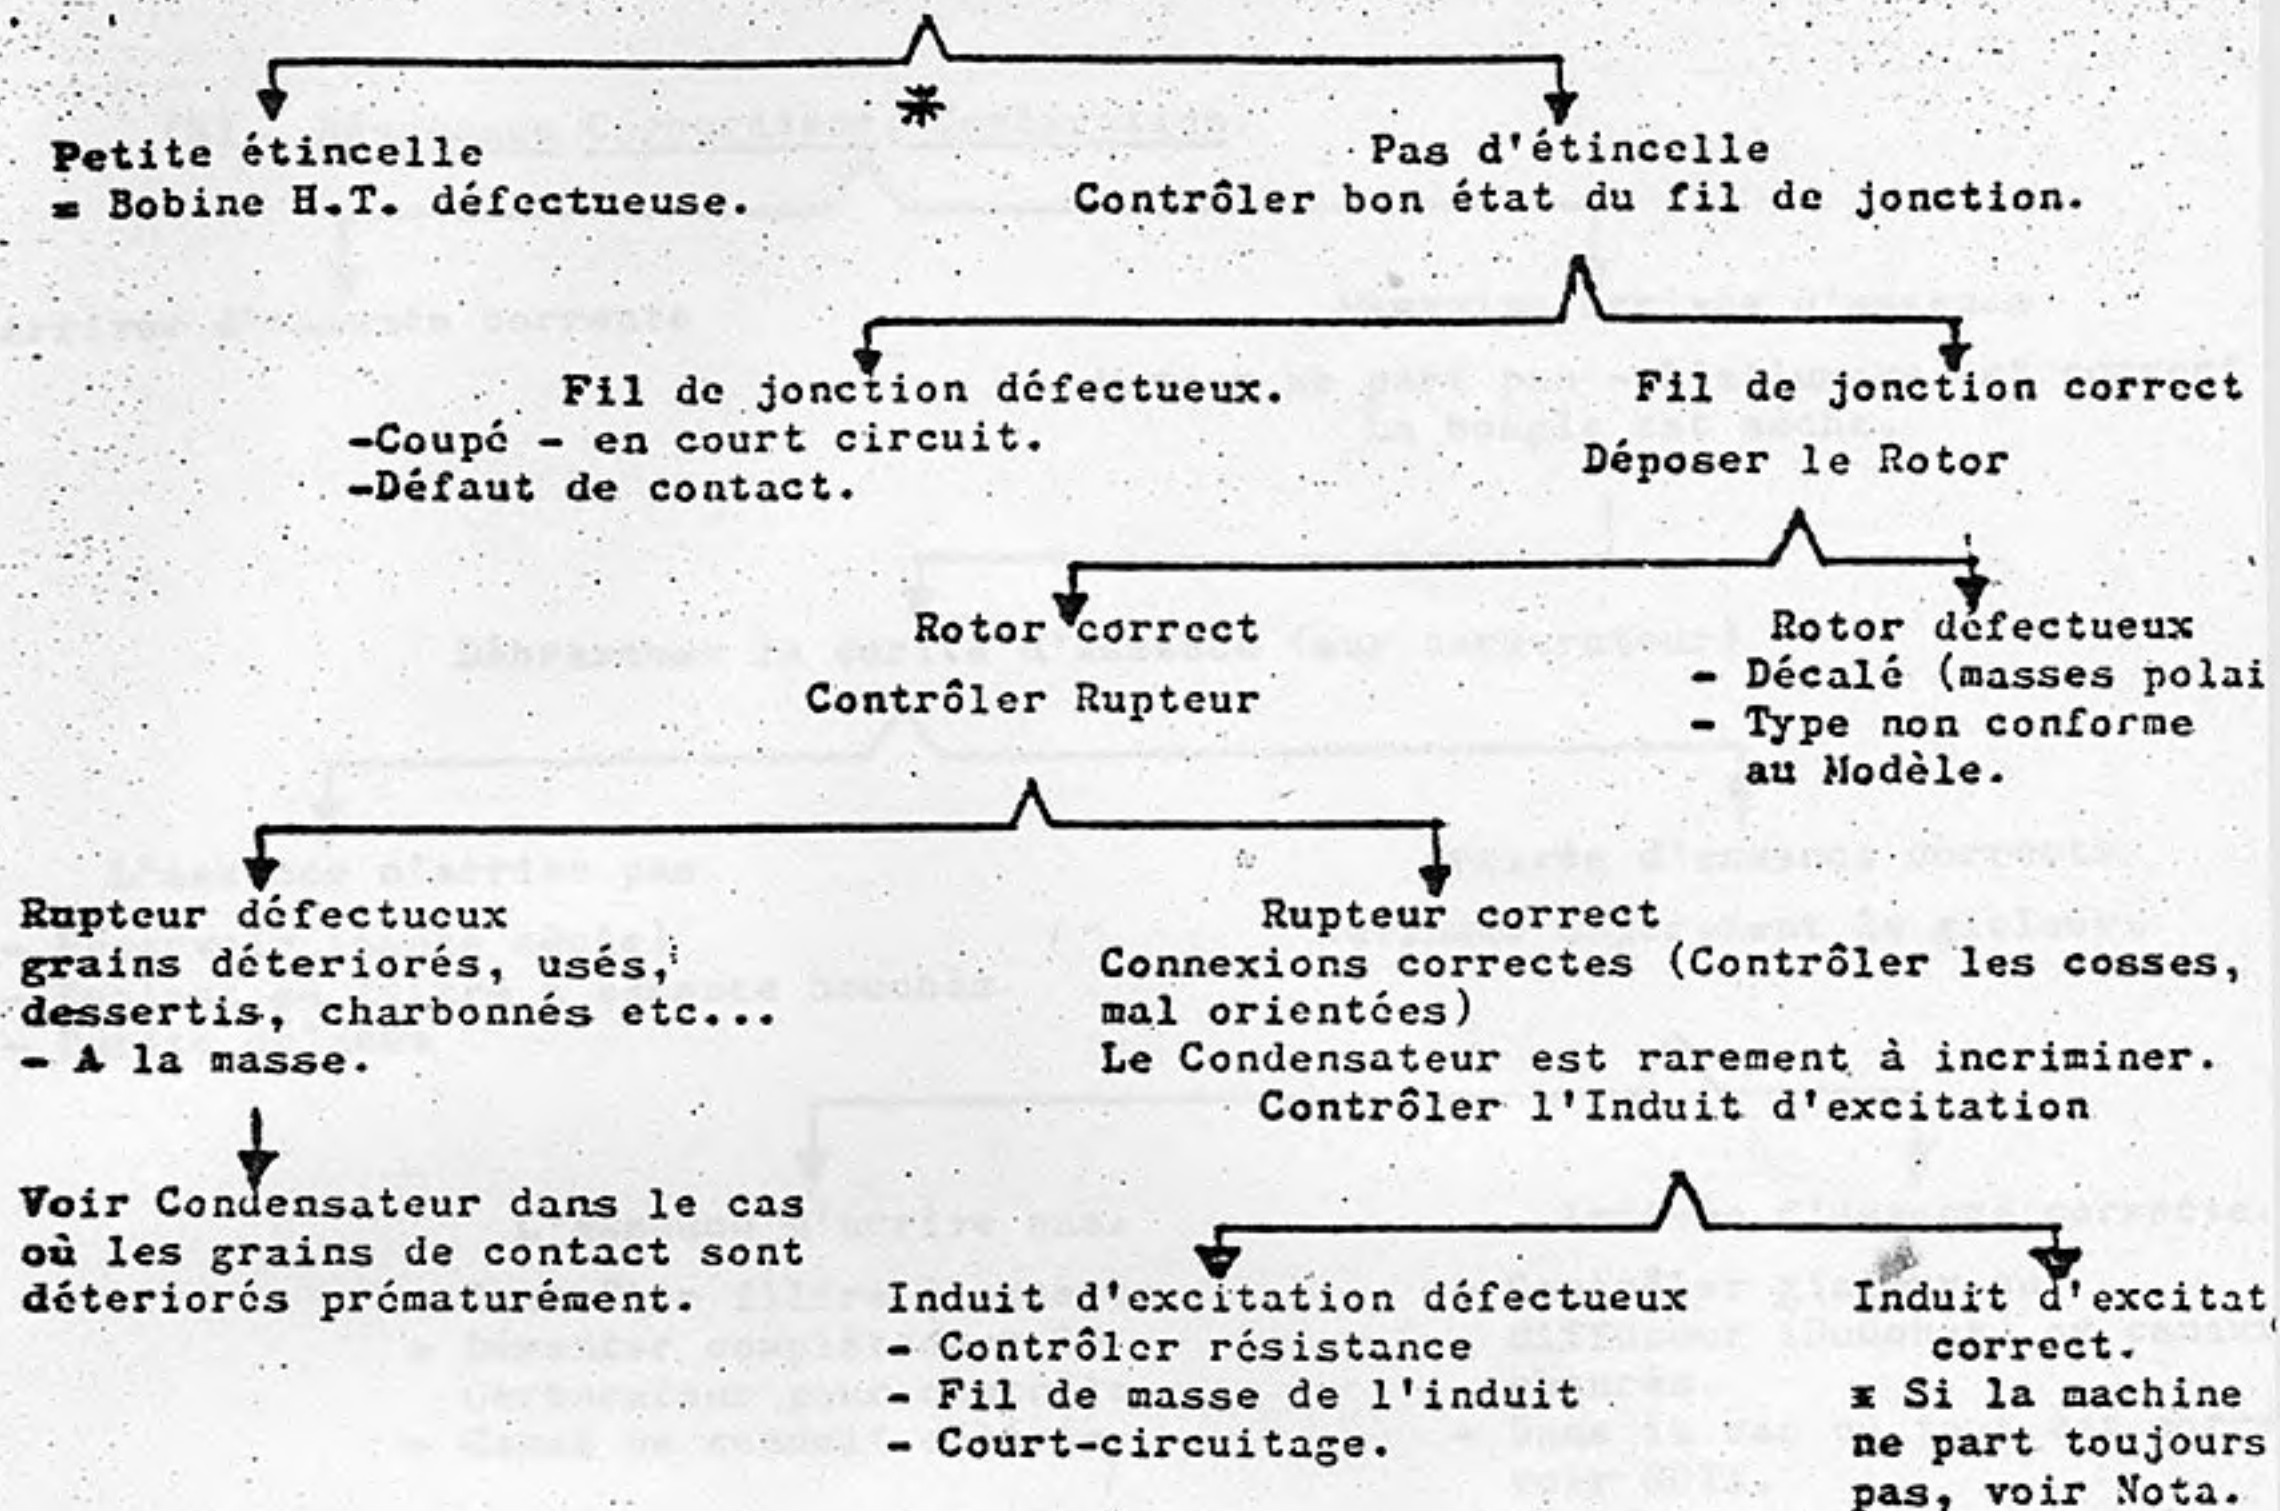 Petite étincelle
= Bobine H.T. défectueuse.
Pas d'étincelle
Contrôler bon état du fil de jonction.
Fil de jonction défectueux.
-Coupé - en court circuit.
-Défaut de contact.
Fil de jonction correct
Déposer le Rotor
Rotor correct
Contrôler Rupteur
Rotor défectueux
- Décalé (masses polai
- Type non conforme
au Modèle.
Rupteur défectueux
grains déteriorés, usés,
dessertis, charbonnés etc...
- A la masse.
Voir Condensateur dans le cas
où les grains de contact sont
déteriorés prématurément.
Rupteur correct
Connexions correctes (Contrôler les cosses,
mal orientées)
Le Condensateur est rarement à incriminer.
Contrôler l'Induit d'excitation
Induit d'excitation défectueux
- Contrôler résistance
- Fil de masse de l'induit
- Court-circuitage.
Induit d'excitat
correct.
* Si la machine
ne part toujours
pas, voir Nota.